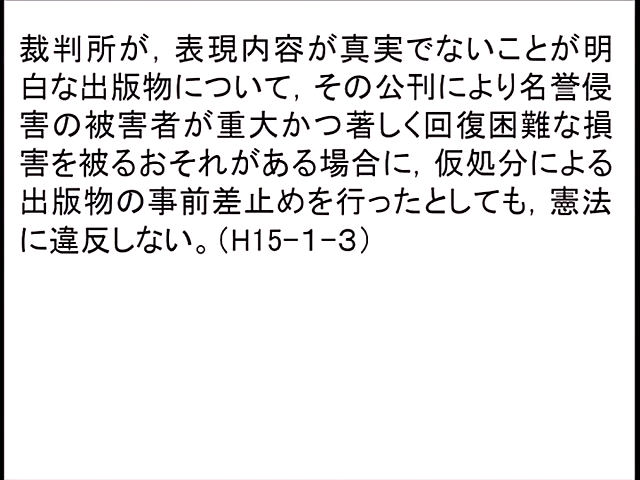 裁判所が，表現内容が真実でないことが明
白な出版物について，その公刊により名誉侵
害の被害者が重大かつ著しく回復困難な損
害を被るおそれがある場合に，仮処分による
出版物の事前差止めを行ったとしても，憲法
に違反しない。（H15−１−３）